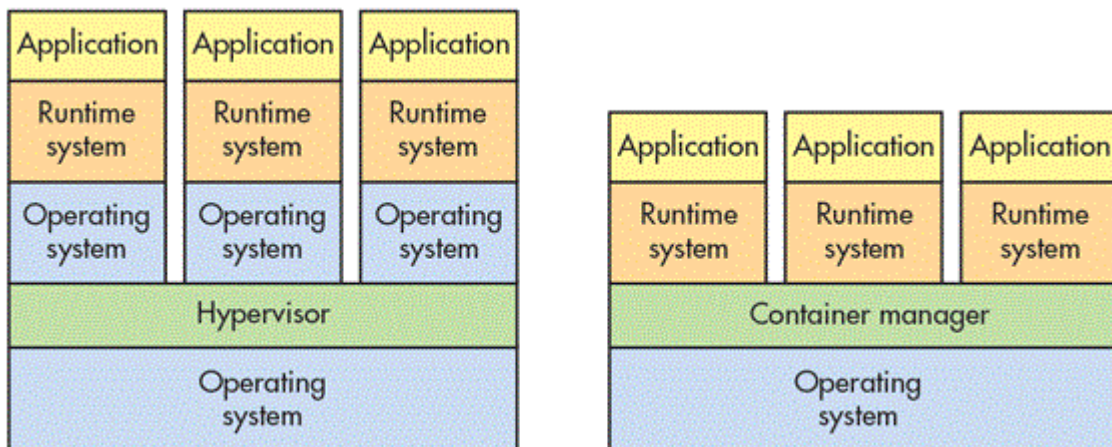 Application Application Application
Runtime system Runtime system Runtime system
Application Application Application
Operating system Operating system Operating system
Runtime system Runtime system Runtime system
Hypervisor
Container manager
Operating system
Operating system